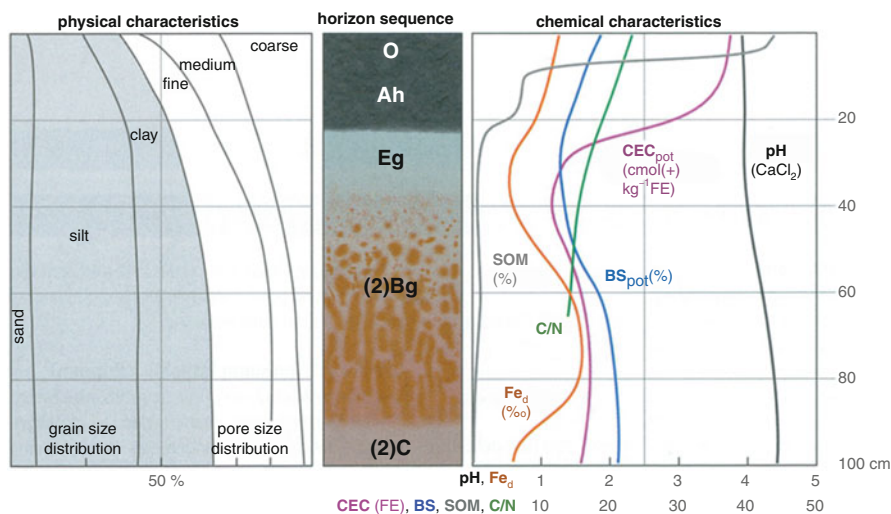 physical characteristics
horizon sequence
chemical characteristics
coarse
medium
fine
clay
silt
sand
grain size
distribution
pore size
distribution
50 %
O
Ah
Eg
(2)Bg
(2)C
CECpot
(cmol(+)
kg⁻¹FE)
pH
(CaCl₂)
SOM
(%)
BSpot(%)
C/N
Fed
(‰)
20
40
60
80
100 cm
pH, Fed 1 2 3 4 5
CEC (FE), BS, SOM, C/N 10 20 30 40 50